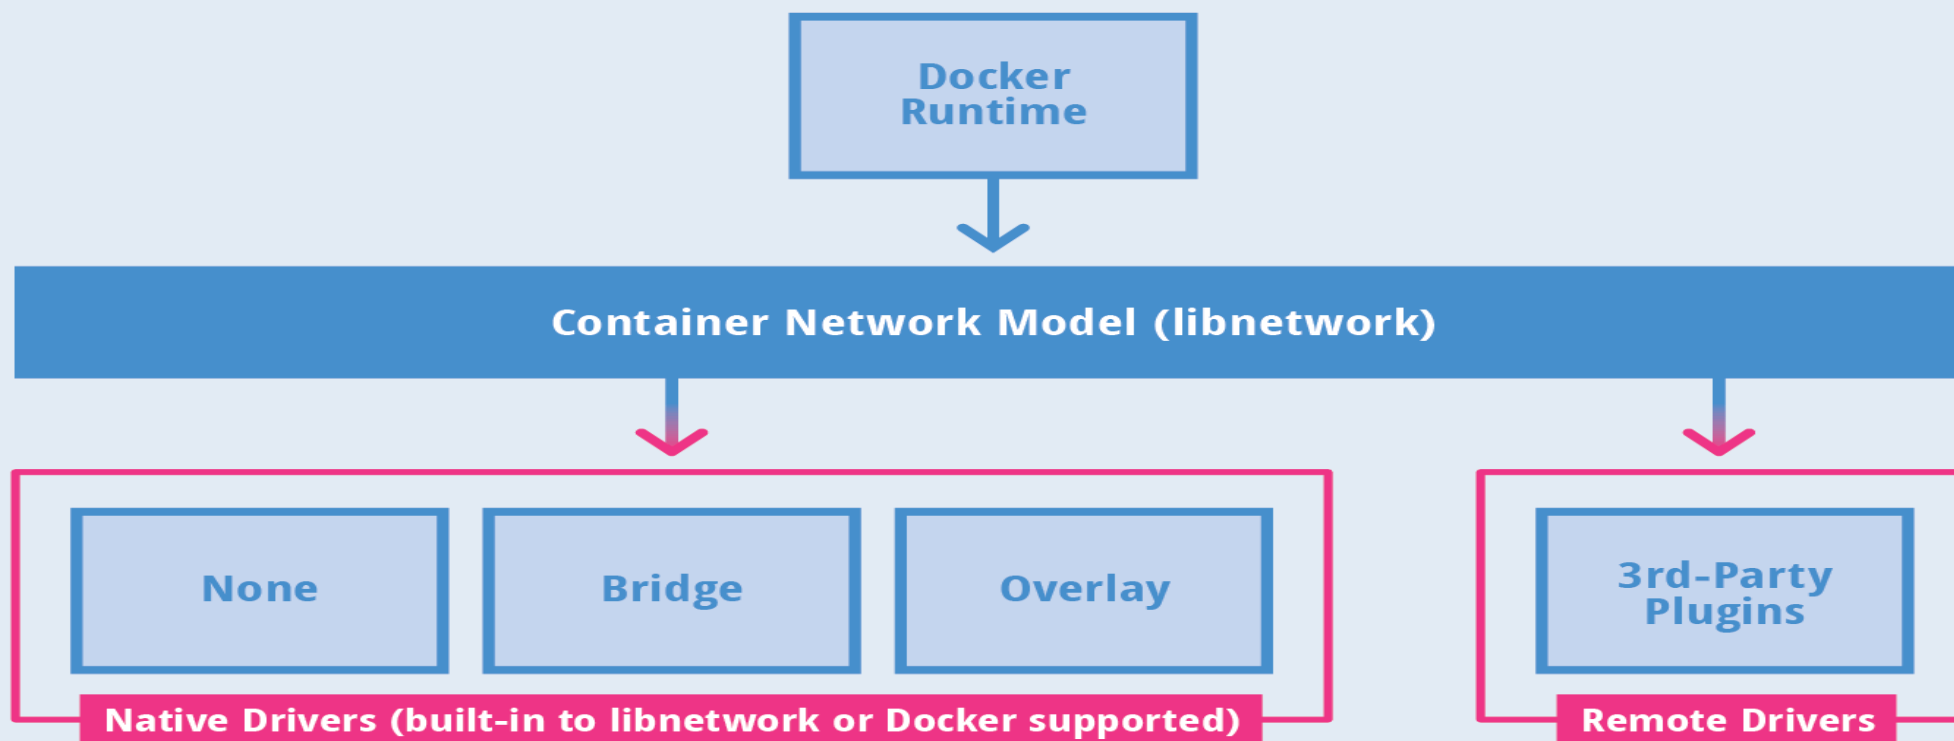 Docker
Runtime
Container Network Model (libnetwork)
None
Bridge
Overlay
3rd-Party
Plugins
Native Drivers (built-in to libnetwork or Docker supported)
Remote Drivers